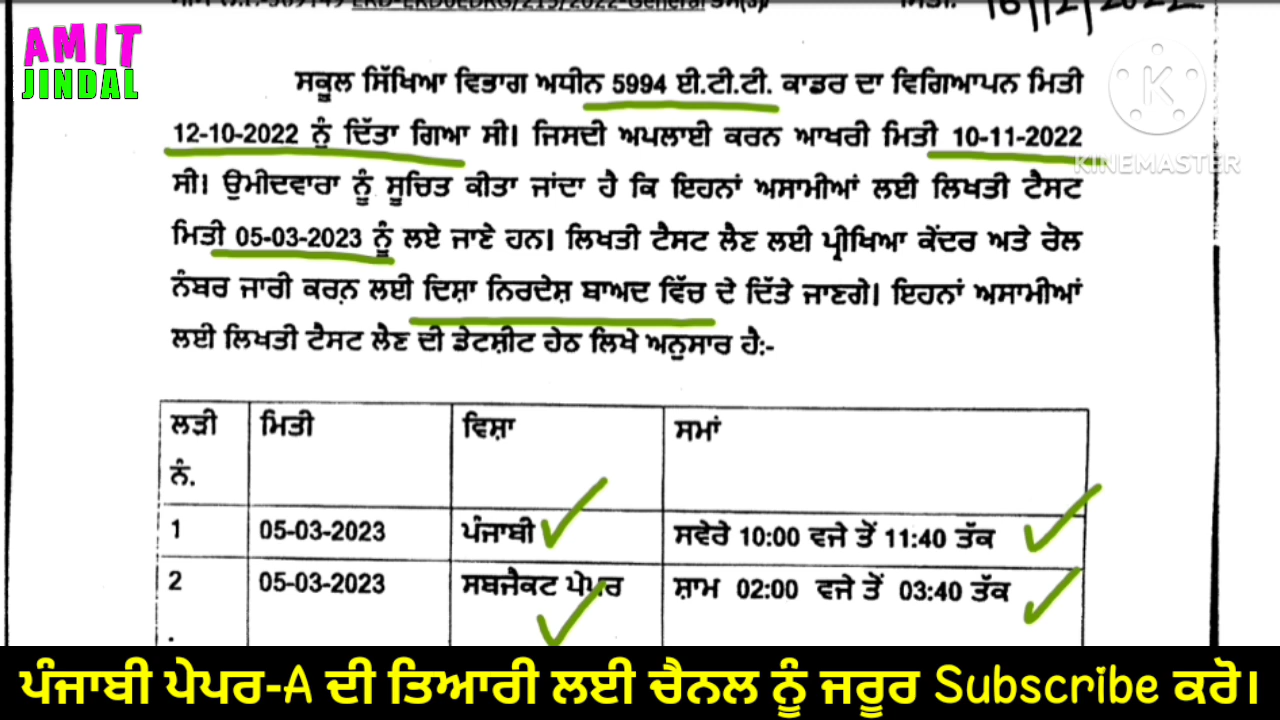 AMIT
JINDAL
ਸਕੂਲ ਸਿੱਖਿਆ ਵਿਭਾਗ ਅਧੀਨ 5994 ਈ.ਟੀ.ਟੀ. ਕਾਡਰ ਦਾ ਵਿਗਿਆਪਨ ਮਿਤੀ
12-10-2022 ਨੂੰ ਦਿੱਤਾ ਗਿਆ ਸੀ। ਜਿਸਦੀ ਅਪਲਾਈ ਕਰਨ ਆਖਰੀ ਮਿਤੀ 10-11-2022
KINEMASTER
ਸੀ। ਉਮੀਦਵਾਰਾ ਨੂੰ ਸੂਚਿਤ ਕੀਤਾ ਜਾਂਦਾ ਹੈ ਕਿ ਇਹਨਾਂ ਅਸਾਮੀਆਂ ਲਈ ਲਿਖਤੀ ਟੈਸਟ
ਮਿਤੀ 05-03-2023 ਨੂੰ ਲਏ ਜਾਣੇ ਹਨ। ਲਿਖਤੀ ਟੈਸਟ ਲੈਣ ਲਈ ਪ੍ਰੀਖਿਆ ਕੇਂਦਰ ਅਤੇ ਰੋਲ
ਨੰਬਰ ਜਾਰੀ ਕਰਨ ਲਈ ਦਿਸ਼ਾ ਨਿਰਦੇਸ਼ ਬਾਅਦ ਵਿੱਚ ਦੇ ਦਿੱਤੇ ਜਾਣਗੇ। ਇਹਨਾਂ ਅਸਾਮੀਆਂ
ਲਈ ਲਿਖਤੀ ਟੈਸਟ ਲੈਣ ਦੀ ਡੇਟਸ਼ੀਟ ਹੇਠ ਲਿਖੇ ਅਨੁਸਾਰ ਹੈ:-
ਲੜੀ ਨੰ. ਮਿਤੀ ਵਿਸ਼ਾ ਸਮਾਂ
1 05-03-2023 ਪੰਜਾਬੀ ਸਵੇਰੇ 10:00 ਵਜੇ ਤੋਂ 11:40 ਤੱਕ
2 . 05-03-2023 ਸਬਜੈਕਟ ਪੇਪਰ ਸ਼ਾਮ 02:00 ਵਜੇ ਤੋਂ 03:40 ਤੱਕ
ਪੰਜਾਬੀ ਪੇਪਰ-A ਦੀ ਤਿਆਰੀ ਲਈ ਚੈਨਲ ਨੂੰ ਜਰੂਰ Subscribe ਕਰੋ।